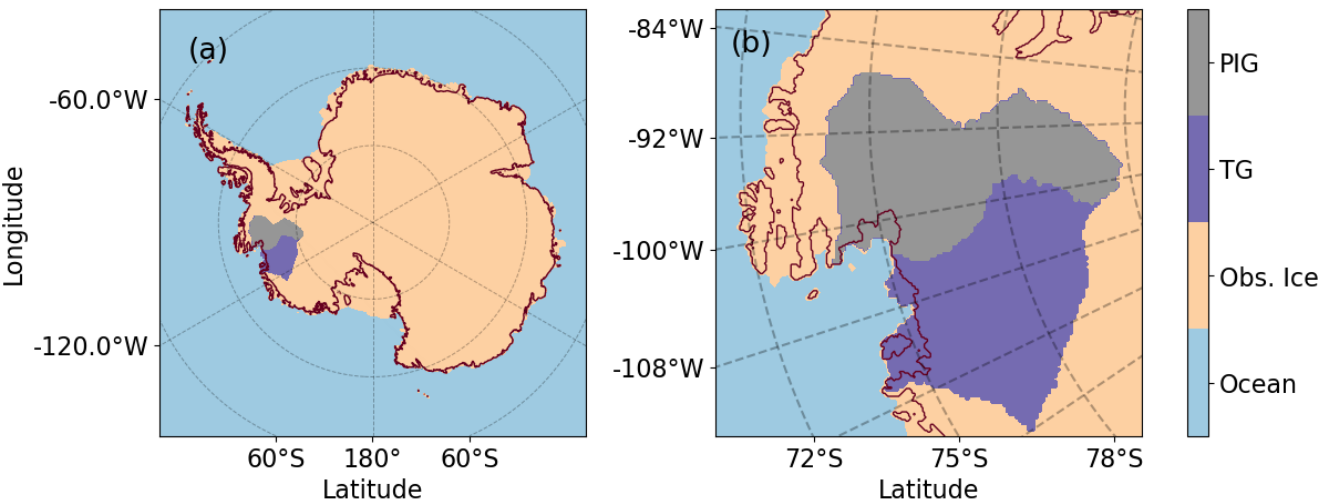 (a)
-60.0°W
-120.0°W
Longitude
60°S 180° 60°S
Latitude
(b)
-84°W
-92°W
-100°W
-108°W
72°S 75°S 78°S
Latitude
PIG
TG
Obs. Ice
Ocean